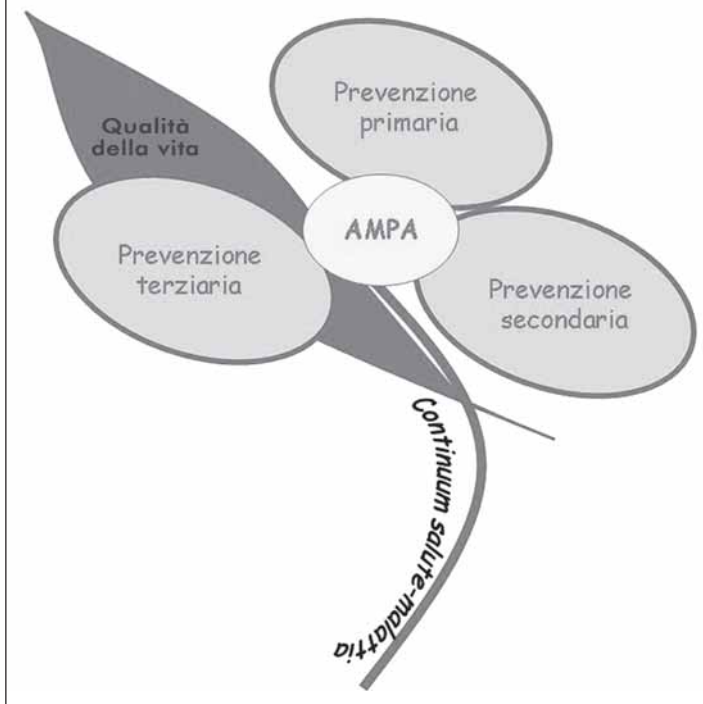 Prevenzione
primaria
Qualità
della vita
AMPA
Prevenzione
terziaria
Prevenzione
secondaria
Continuum salute-malattia